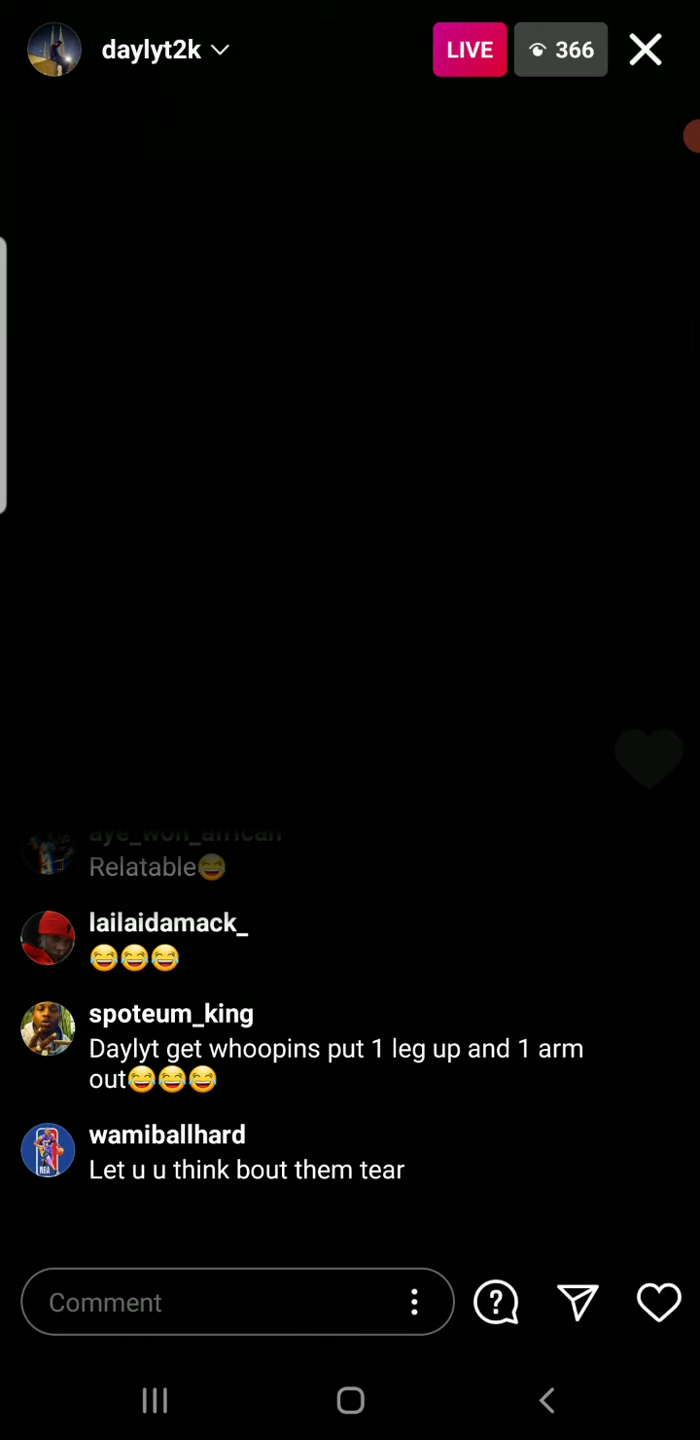 daylyt2k
LIVE
366
aye_won_african
Relatable😂
lailaidamack_
😂😂😂
spoteum_king
Daylyt get whoopins put 1 leg up and 1 arm
out😂😂😂
wamiballhard
Let u u think bout them tear
Comment